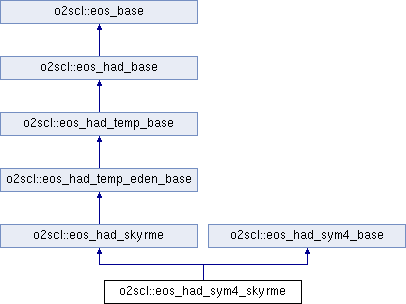 o2scl::eos_base
o2scl::eos_had_base
o2scl::eos_had_temp_base
o2scl::eos_had_temp_eden_base
o2scl::eos_had_skyrme
o2scl::eos_had_sym4_base
o2scl::eos_had_sym4_skyrme